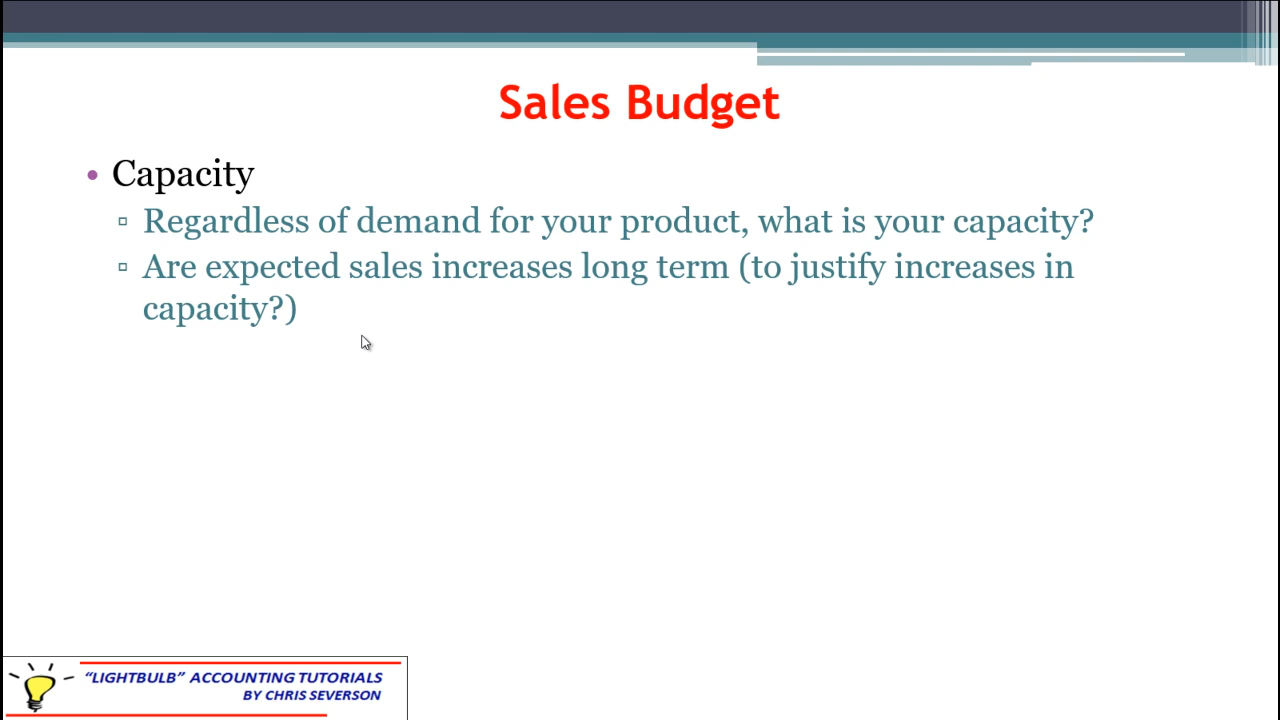 Sales Budget
• Capacity
▫ Regardless of demand for your product, what is your capacity?
▫ Are expected sales increases long term (to justify increases in
capacity?)
“LIGHTBULB” ACCOUNTING TUTORIALS
BY CHRIS SEVERSON